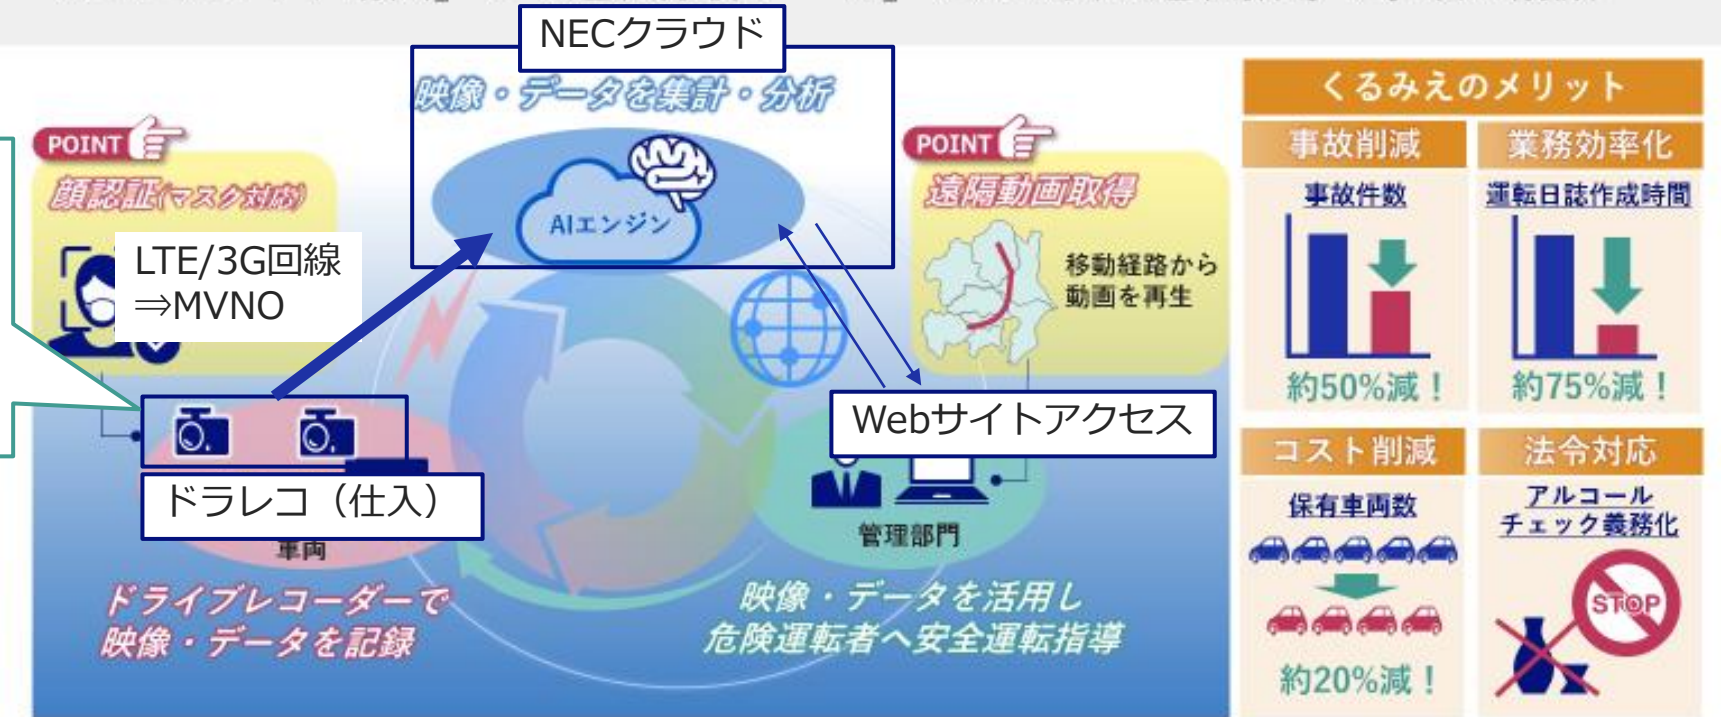 NECクラウド
映像・データを集計・分析
AIエンジン
POINT
顔認証(マスク対応)
LTE/3G回線
⇒MVNO
POINT
遠隔動画取得
移動経路から
動画を再生
Webサイトアクセス
ドラレコ（仕入）
車両
管理部門
ドライブレコーダーで
映像・データを記録
映像・データを活用し
危険運転者へ安全運転指導
くるみえのメリット
事故削減
事故件数
約50%減！
業務効率化
運転日誌作成時間
約75%減！
コスト削減
保有車両数
約20%減！
法令対応
アルコール
チェック義務化
STOP